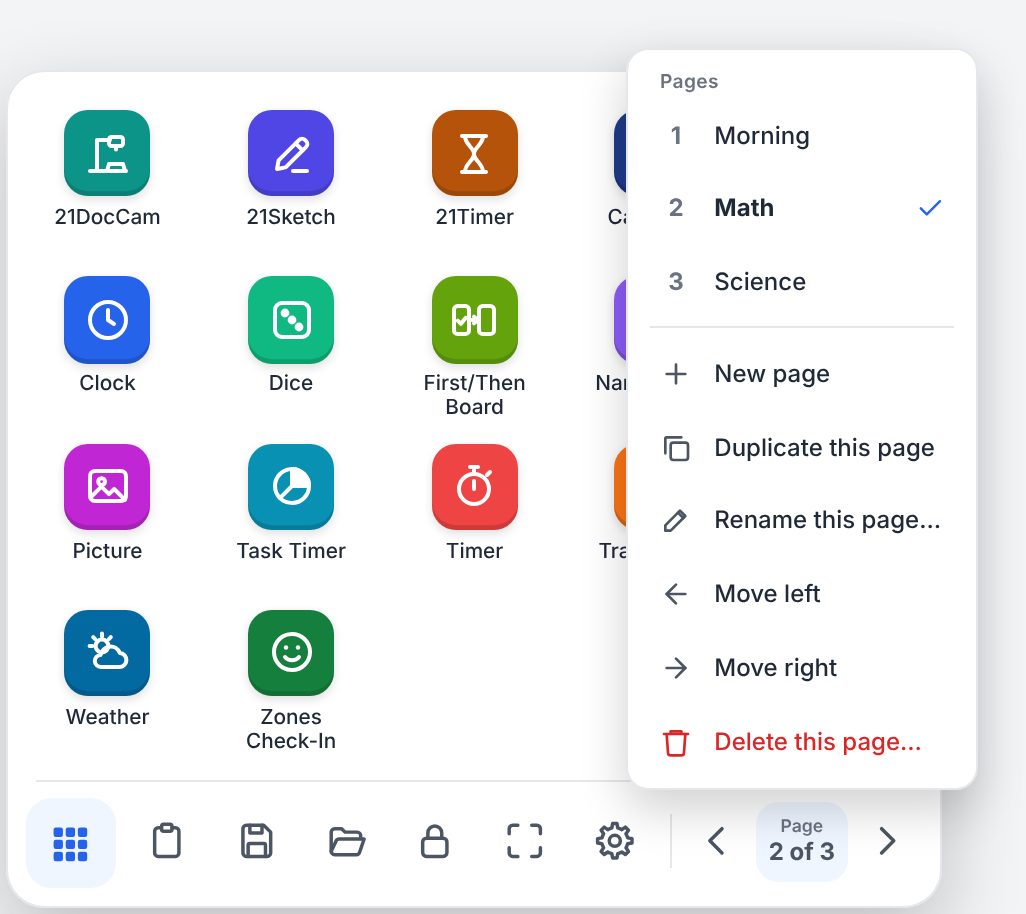 Pages
1 Morning
2 Math
3 Science
New page
Duplicate this page
Rename this page...
Move left
Move right
Delete this page...
21DocCam
21Sketch
21Timer
Clock
Dice
First/Then
Board
Picture
Task Timer
Timer
Weather
Zones
Check-In
Page
2 of 3